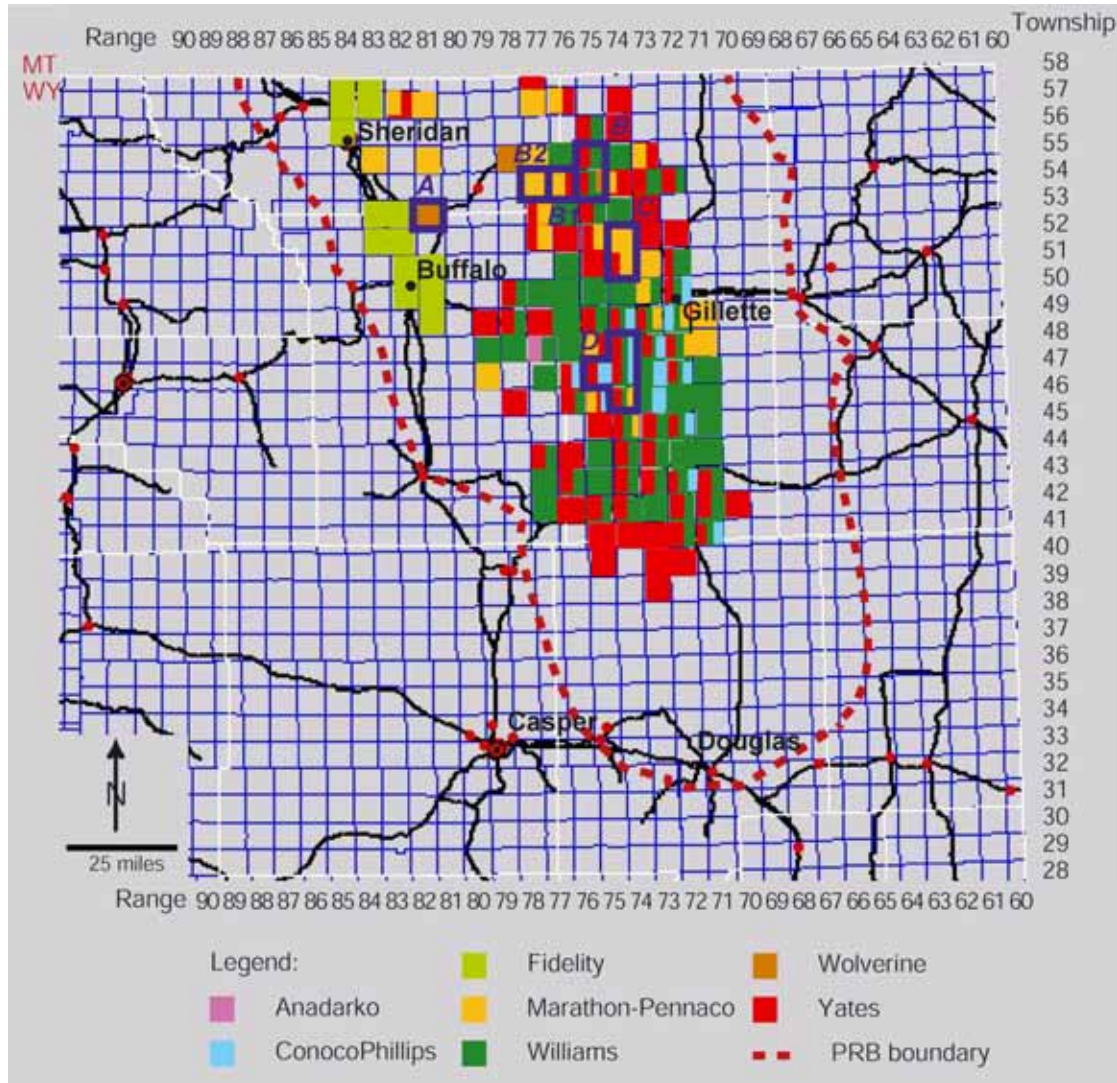 Township
Range 90 89 88 87 86 85 84 83 82 81 80 79 78 77 76 75 74 73 72 71 70 69 68 67 66 65 64 63 62 61 60
MT
WY
58
57
56
55
54
53
52
51
50
49
48
47
46
45
44
43
42
41
40
39
38
37
36
35
34
33
32
31
30
29
28
Sheridan
B
B2
A
B1
C
Buffalo
Gillette
D
Casper
Douglas
N
25 miles
Range 90 89 88 87 86 85 84 83 82 81 80 79 78 77 76 75 74 73 72 71 70 69 68 67 66 65 64 63 62 61 60
Legend:
Fidelity
Wolverine
Anadarko
Marathon-Pennaco
Yates
ConocoPhillips
Williams
PRB boundary